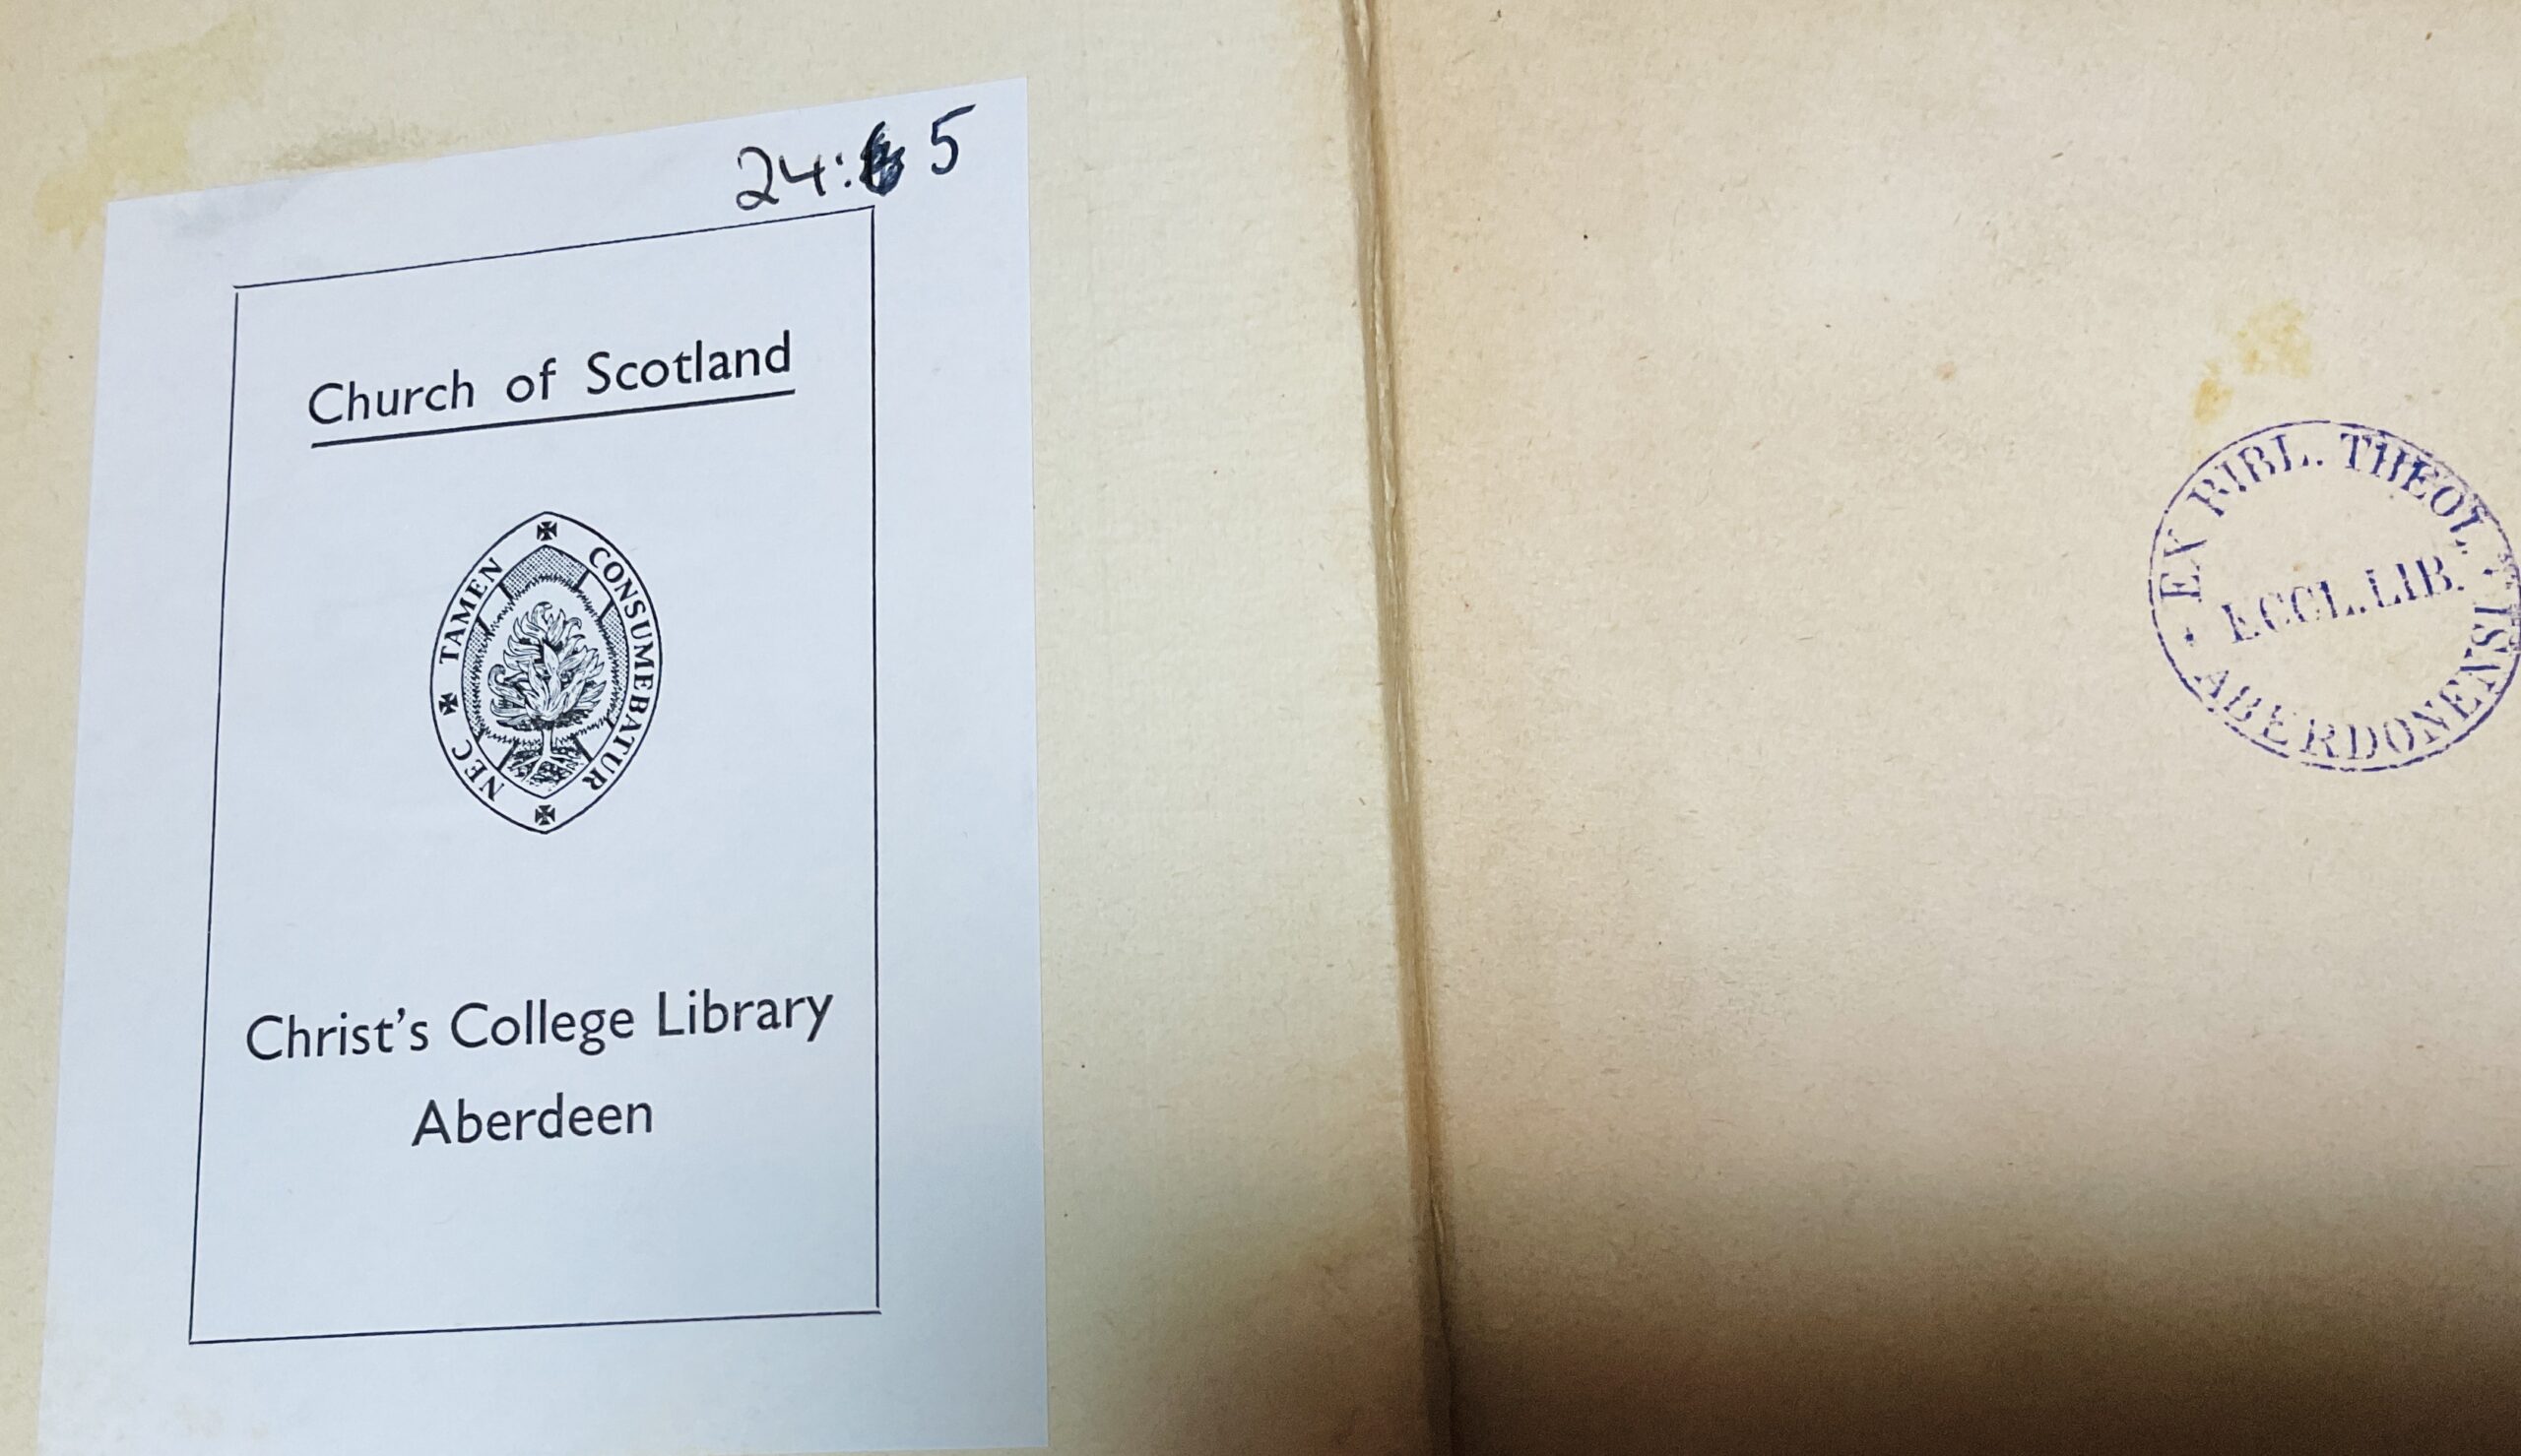 24: 5
Church of Scotland
NEC TAMEN CONSUMEBATUR
Christ's College Library
Aberdeen
EX BIBL. THEOL.
ECCL. LIB.
ABERDONENSI